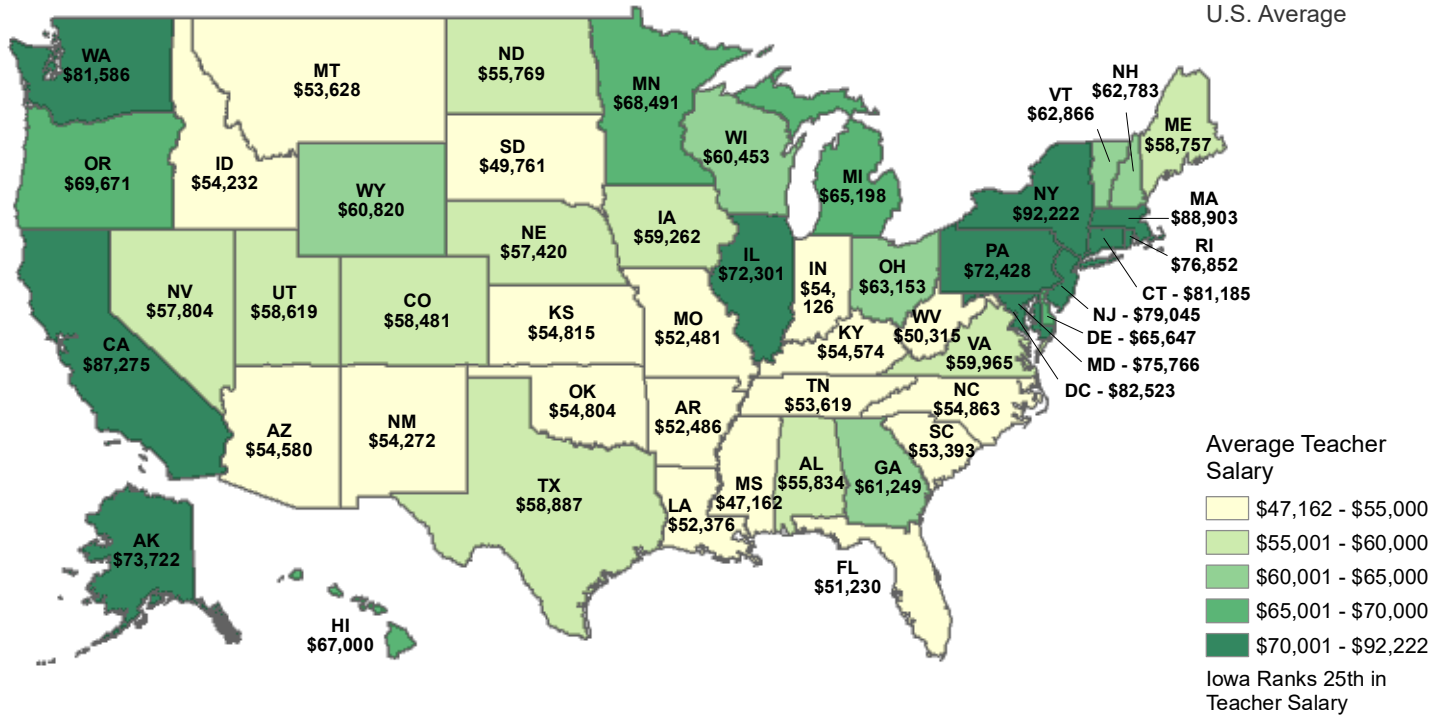 U.S. Average
WA
$81,586
MT
$53,628
ND
$55,769
MN
$68,491
NH
$62,783
VT
$62,866
ME
$58,757
OR
$69,671
ID
$54,232
WY
$60,820
SD
$49,761
WI
$60,453
MI
$65,198
NY
$92,222
MA
$88,903
RI
$76,852
CT - $81,185
NJ - $79,045
DE - $65,647
MD - $75,766
DC - $82,523
NE
$57,420
IA
$59,262
IL
$72,301
IN
$54,
126
OH
$63,153
PA
$72,428
NV
$57,804
UT
$58,619
CO
$58,481
KS
$54,815
MO
$52,481
KY
$54,574
WV
$50,315
VA
$59,965
CA
$87,275
AZ
$54,580
NM
$54,272
OK
$54,804
AR
$52,486
TN
$53,619
NC
$54,863
SC
$53,393
TX
$58,887
LA
$52,376
MS
$47,162
AL
$55,834
GA
$61,249
FL
$51,230
AK
$73,722
HI
$67,000
Average Teacher
Salary
$47,162 - $55,000
$55,001 - $60,000
$60,001 - $65,000
$65,001 - $70,000
$70,001 - $92,222
Iowa Ranks 25th in
Teacher Salary